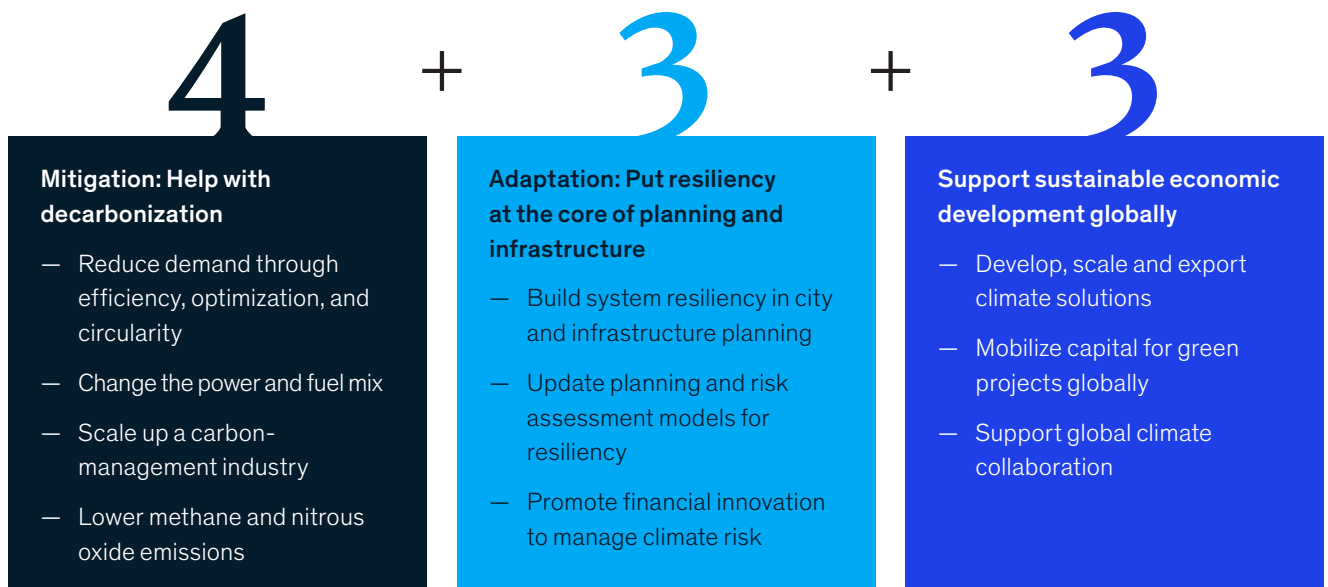 4 + 3 + 3
Mitigation: Help with
decarbonization
— Reduce demand through
efficiency, optimization, and
circularity
— Change the power and fuel mix
— Scale up a carbon-
management industry
— Lower methane and nitrous
oxide emissions
Adaptation: Put resiliency
at the core of planning and
infrastructure
— Build system resiliency in city
and infrastructure planning
— Update planning and risk
assessment models for
resiliency
— Promote financial innovation
to manage climate risk
Support sustainable economic
development globally
— Develop, scale and export
climate solutions
— Mobilize capital for green
projects globally
— Support global climate
collaboration